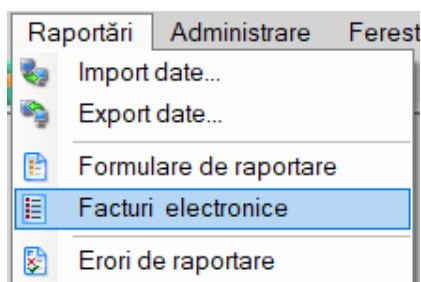 Raportări Administrare Ferest
Import date...
Export date...
Formulare de raportare
Facturi electronice
Erori de raportare